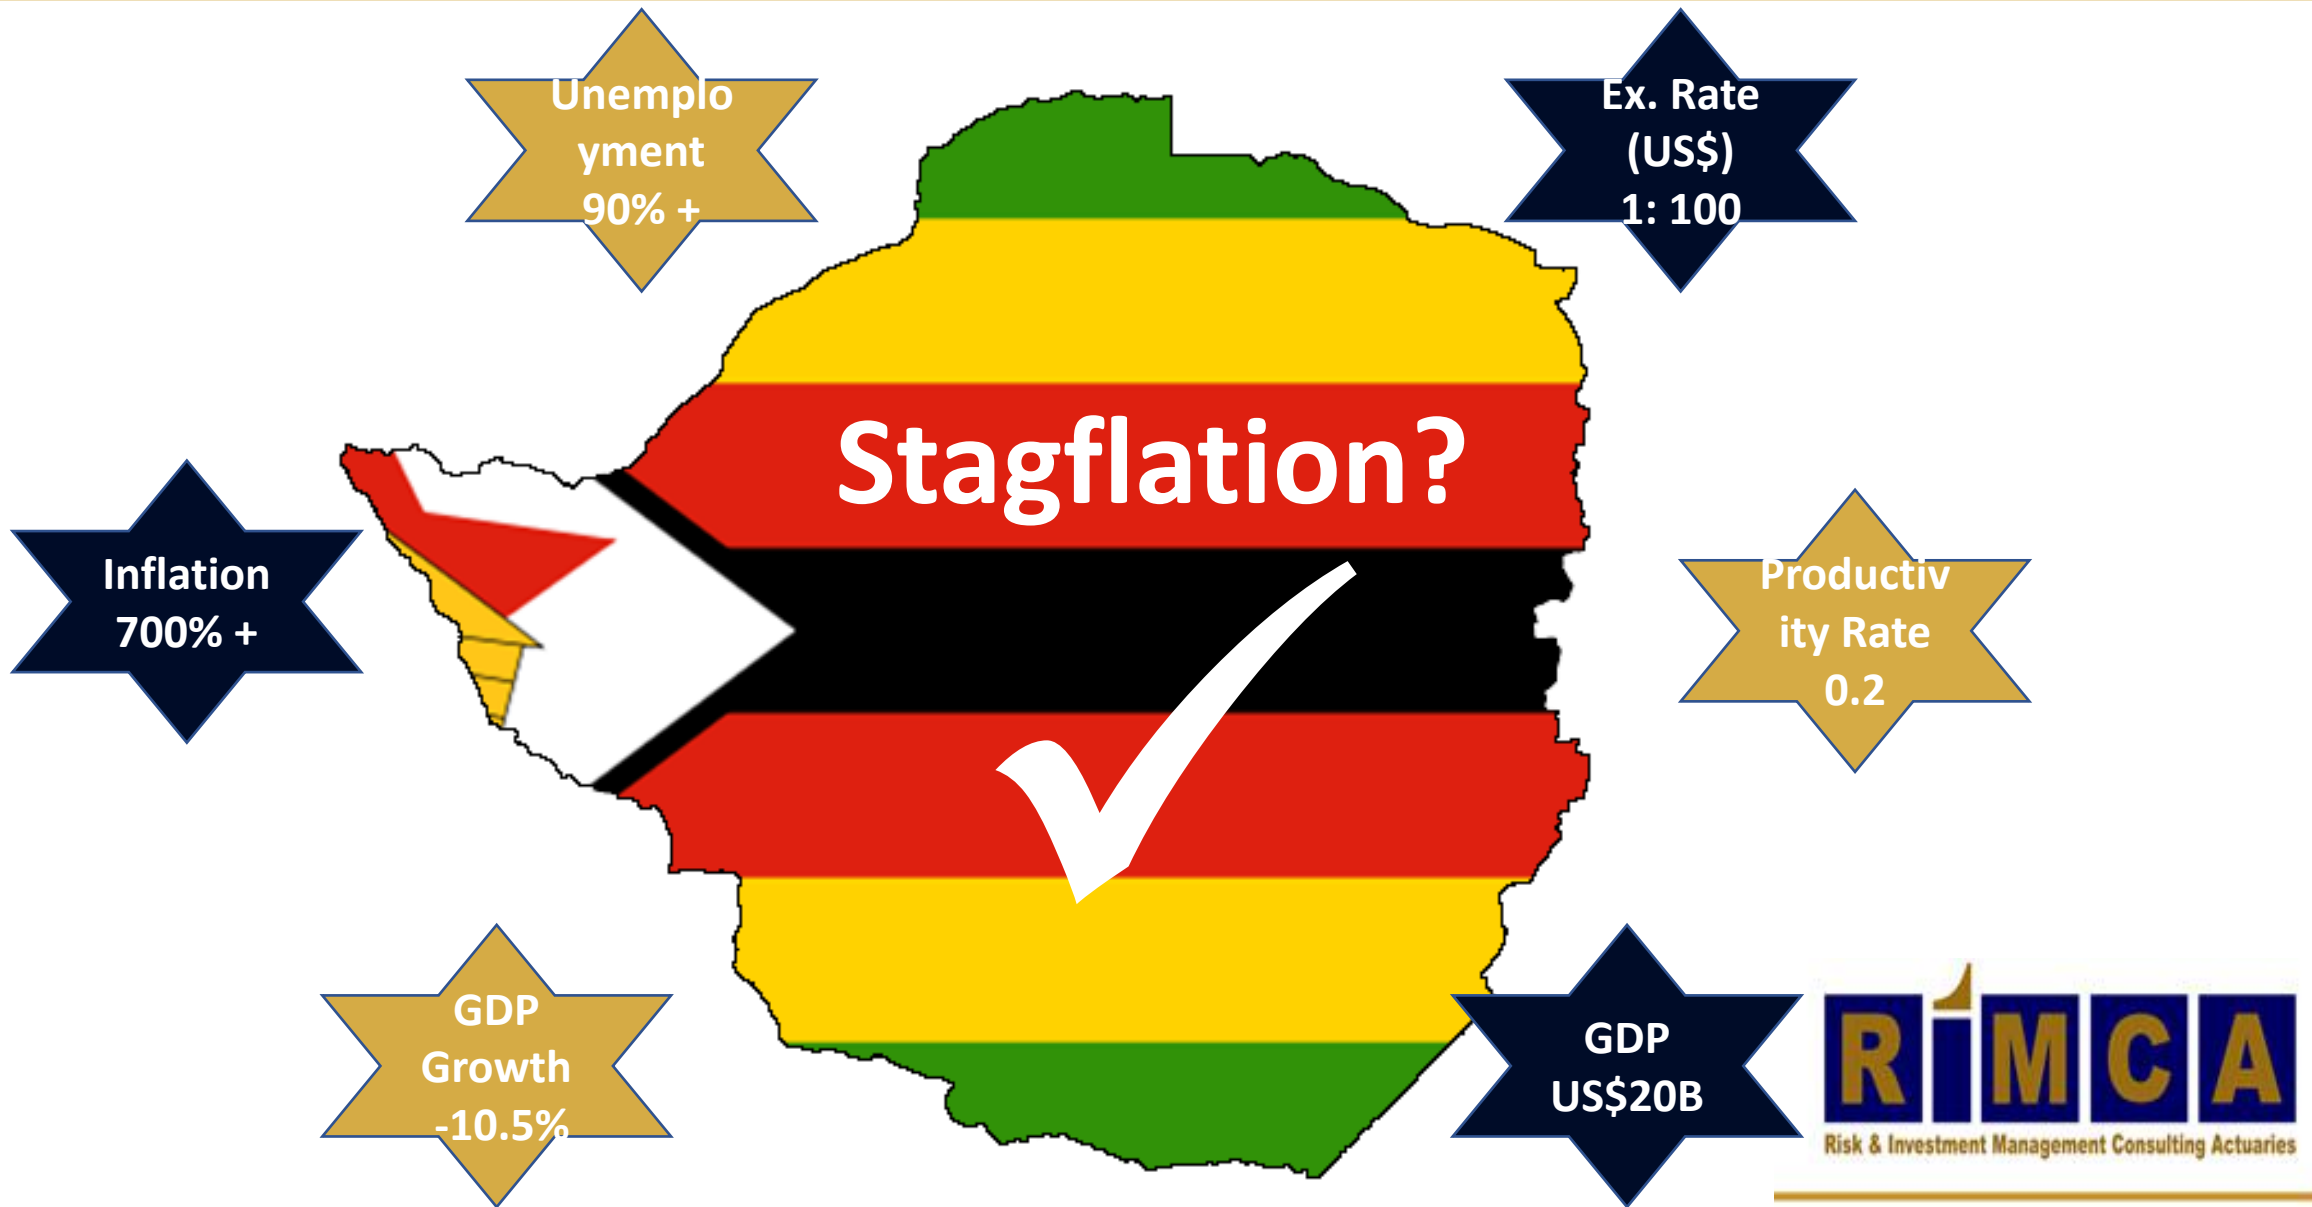 Unemplo
yment
90% +
Ex. Rate
(US$)
1: 100
Stagflation?
Inflation
700% +
Productiv
ity Rate
0.2
GDP
Growth
-10.5%
GDP
US$20B
RiMCA
Risk & Investment Management Consulting Actuaries